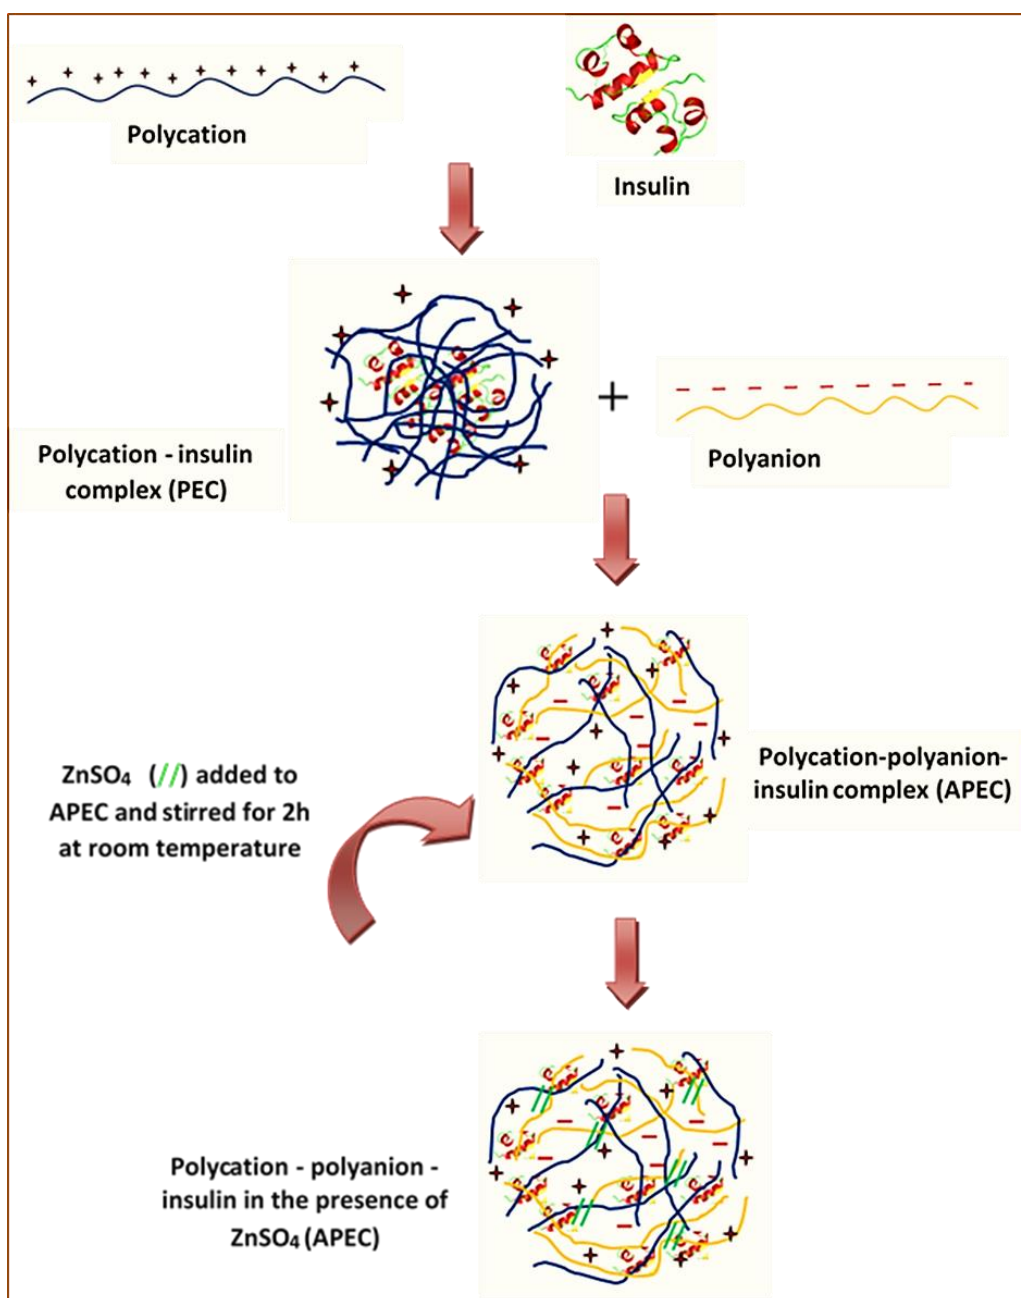 Polycation
Insulin
+
Polycation - insulin
complex (PEC)
Polyanion
ZnSO₄ (//) added to
APEC and stirred for 2h
at room temperature
Polycation-polyanion-
insulin complex (APEC)
Polycation - polyanion -
insulin in the presence of
ZnSO₄ (APEC)